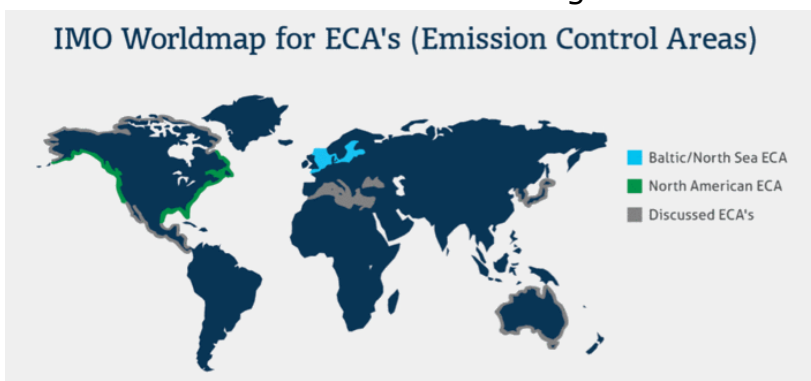 IMO Worldmap for ECA's (Emission Control Areas)
Baltic/North Sea ECA
North American ECA
Discussed ECA's